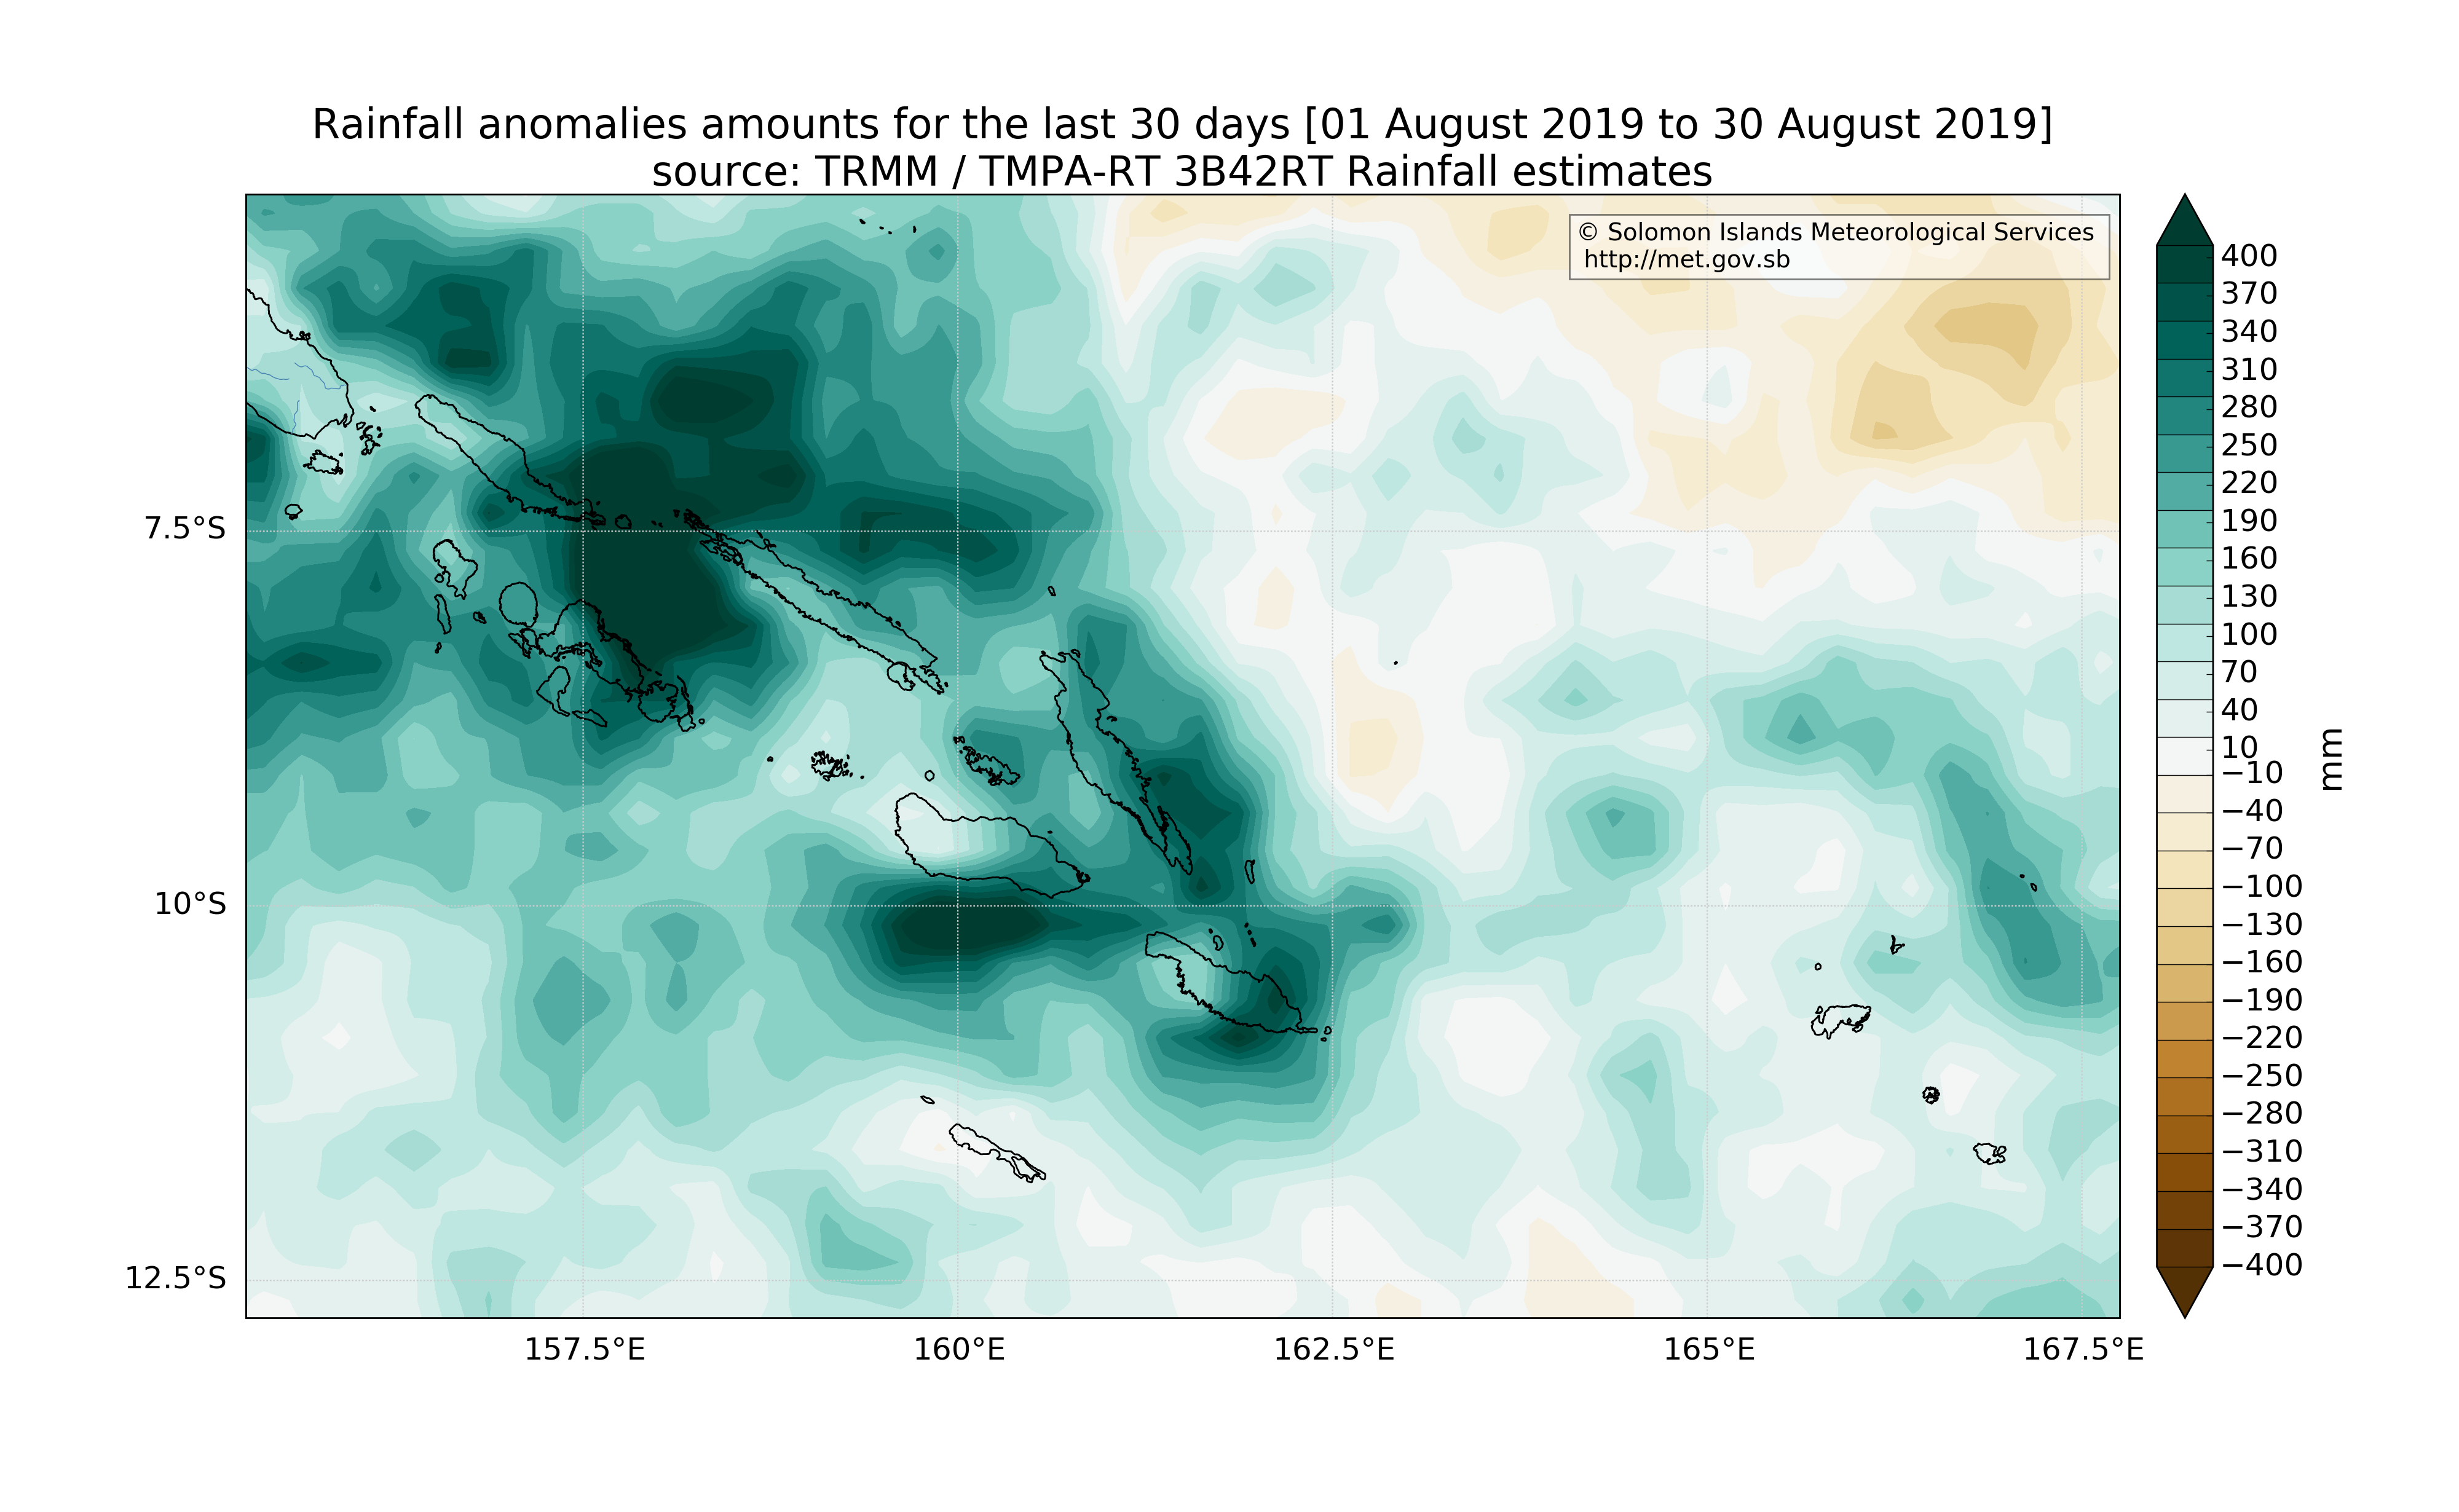 Rainfall anomalies amounts for the last 30 days [01 August 2019 to 30 August 2019]
source: TRMM / TMPA-RT 3B42RT Rainfall estimates
© Solomon Islands Meteorological Services
http://met.gov.sb
7.5°S
10°S
12.5°S
157.5°E
160°E
162.5°E
165°E
167.5°E
400
370
340
310
280
250
220
190
160
130
100
70
40
10
−10
−40
−70
−100
−130
−160
−190
−220
−250
−280
−310
−340
−370
−400
mm